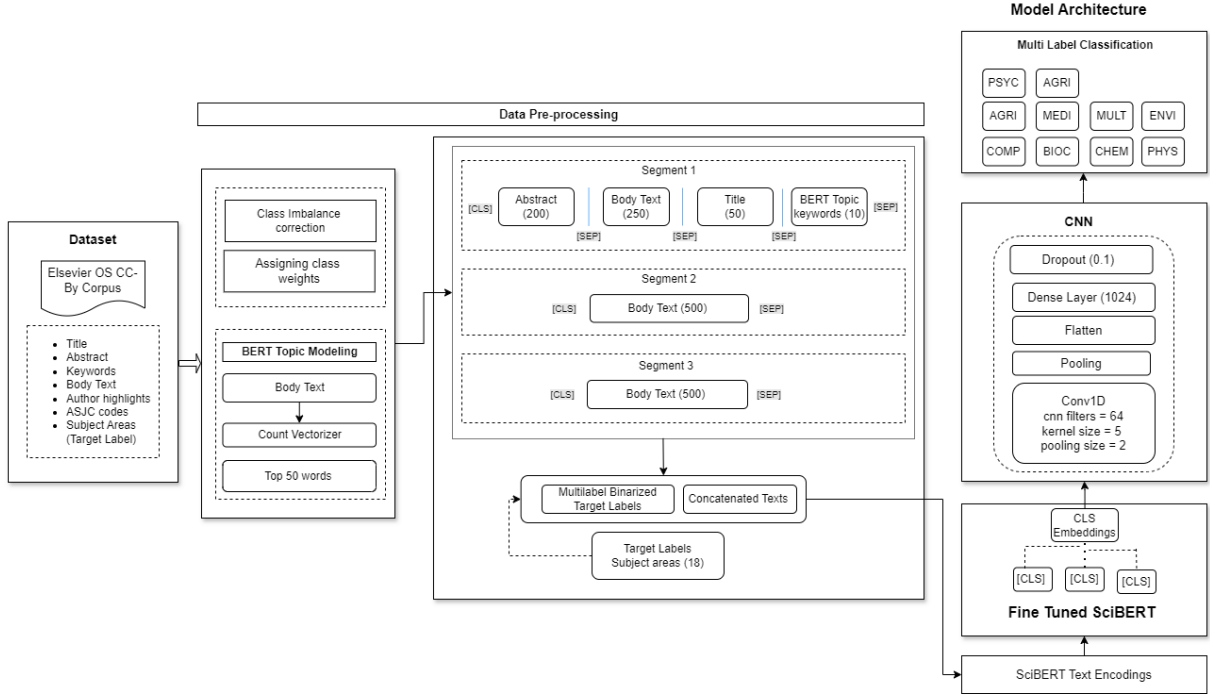 Model Architecture
Multi Label Classification
PSYC
AGRI
AGRI
MEDI
MULT
ENVI
COMP
BIOC
CHEM
PHYS
Data Pre-processing
Dataset
Elsevier OS CC-
By Corpus
• Title
• Abstract
• Keywords
• Body Text
• Author highlights
• ASJC codes
• Subject Areas
(Target Label)
Class Imbalance
correction
Assigning class
weights
BERT Topic Modeling
Body Text
Count Vectorizer
Top 50 words
Segment 1
[CLS]
Abstract
(200)
[SEP]
Body Text
(250)
[SEP]
Title
(50)
[SEP]
BERT Topic
keywords (10)
[SEP]
Segment 2
[CLS]
Body Text (500)
[SEP]
Segment 3
[CLS]
Body Text (500)
[SEP]
Multilabel Binarized
Target Labels
Concatenated Texts
Target Labels
Subject areas (18)
CNN
Dropout (0.1)
Dense Layer (1024)
Flatten
Pooling
Conv1D
cnn filters = 64
kernel size = 5
pooling size = 2
CLS
Embeddings
[CLS]
[CLS]
[CLS]
Fine Tuned SciBERT
SciBERT Text Encodings